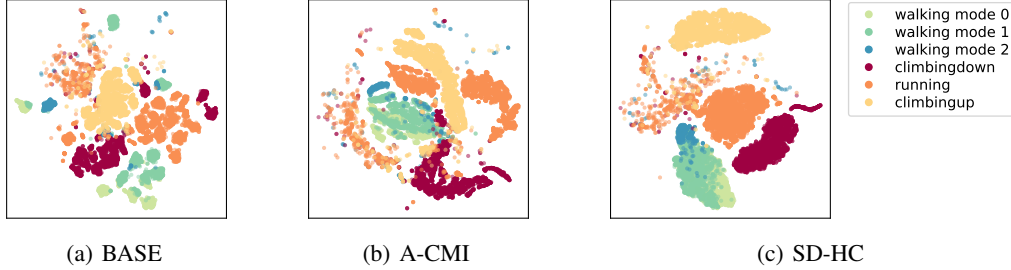 walking mode 0
walking mode 1
walking mode 2
climbingdown
running
climbingup
(a) BASE
(b) A-CMI
(c) SD-HC